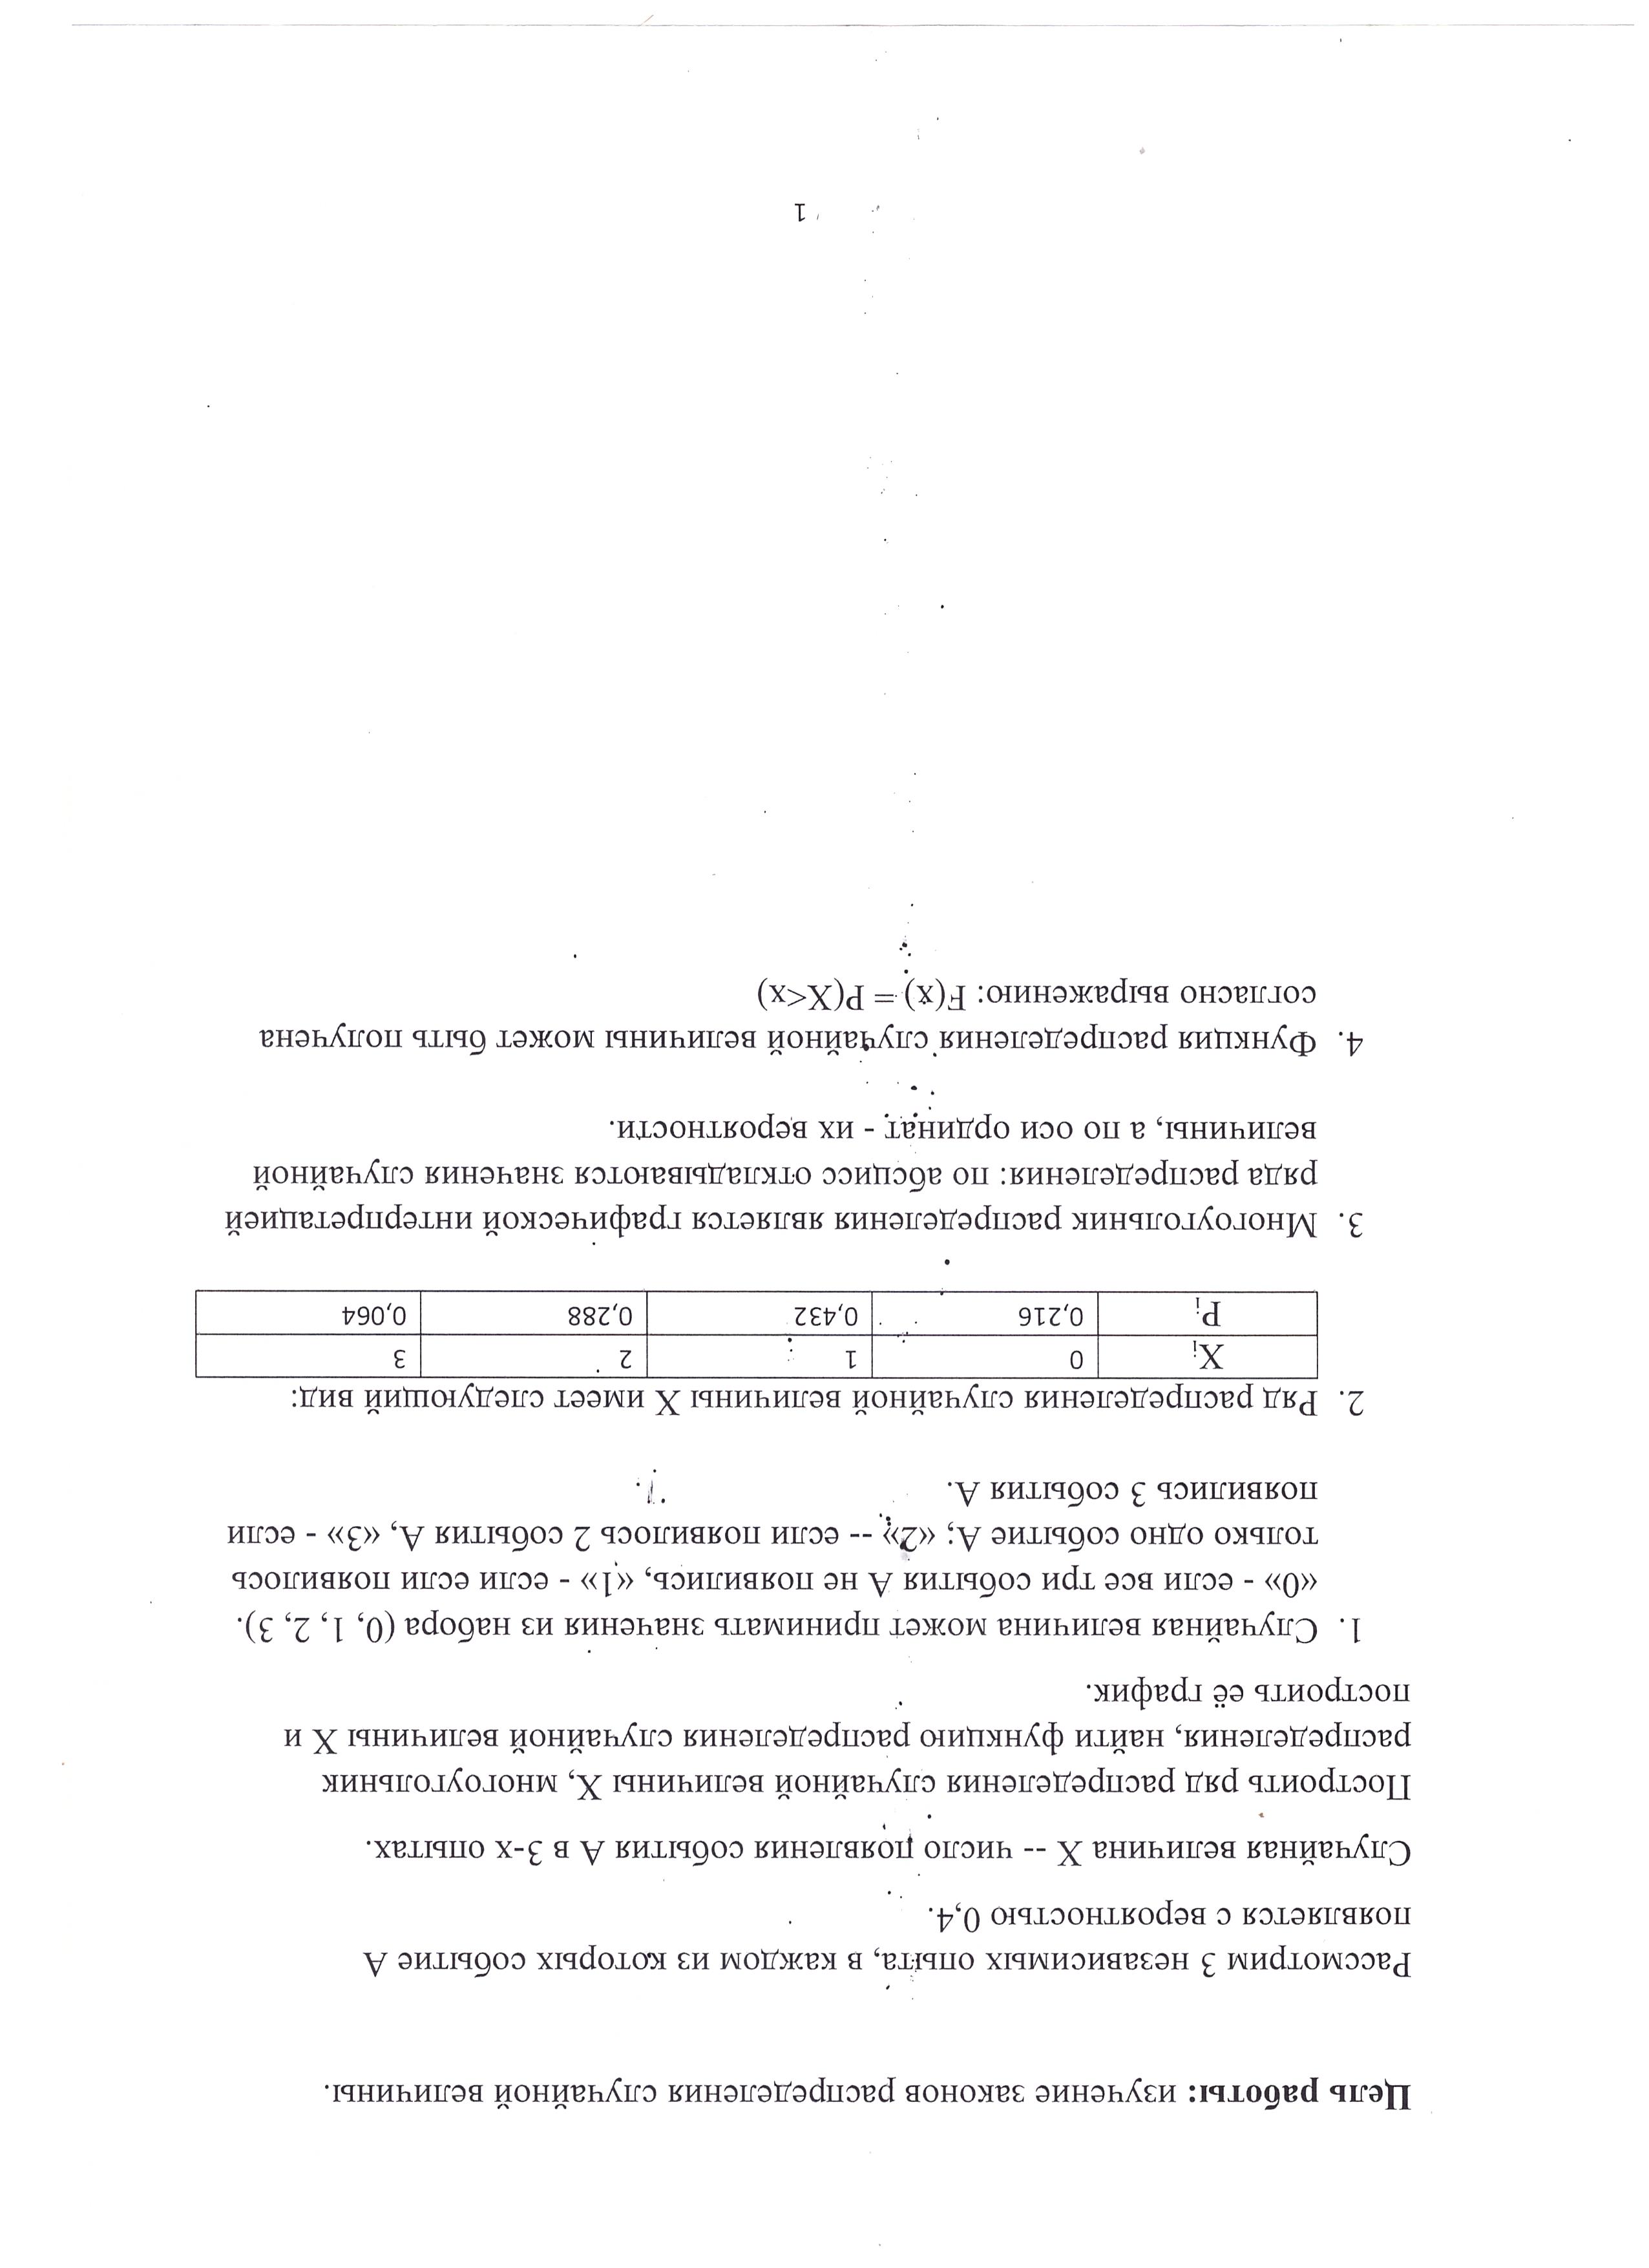 Цель работы: изучение законов распределения случайной величины.
Рассмотрим 3 независимых опыта, в каждом из которых событие А
появляется с вероятностью 0,4.
Случайная величина X -- число появления события А в 3-х опытах.
Построить ряд распределения случайной величины X, многоугольник
распределения, найти функцию распределения случайной величины X и
построить её график.
1. Случайная величина может принимать значения из набора (0, 1, 2, 3).
«0» - если все три события А не появились, «1» - если если появилось
только одно событие А; «2» -- если появилось 2 события А, «3» - если
появились 3 события А.
2. Ряд распределения случайной величины X имеет следующий вид:
Xi 0 1 2 3
Pi 0,216 0,432 0,288 0,064
3. Многоугольник распределения является графической интерпретацией
ряда распределения: по абсцисс откладываются значения случайной
величины, а по оси ординат - их вероятности.
4. Функция распределения случайной величины может быть получена
согласно выражению: F(x) = P(X<x)
1